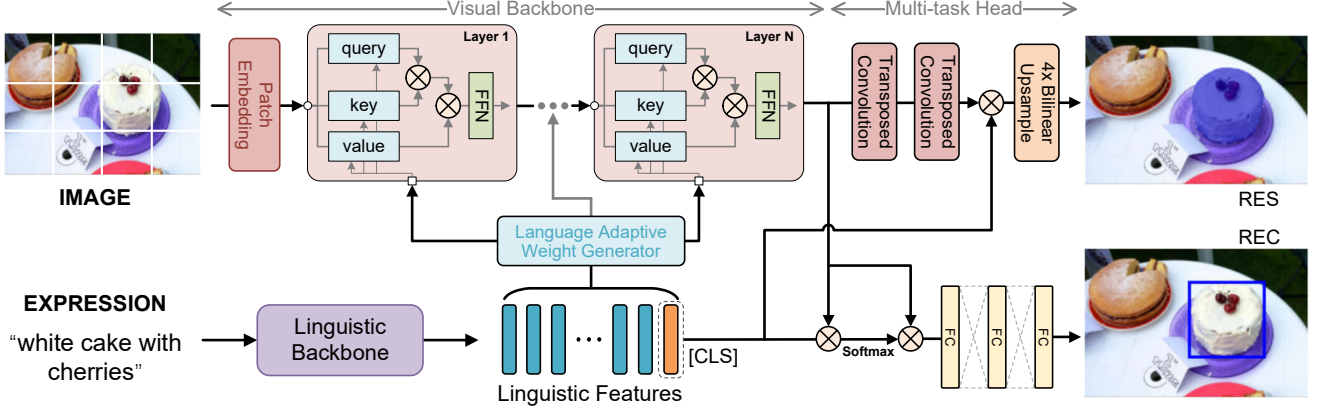 Visual Backbone
Multi-task Head
Patch
Embedding
Layer 1
query
key
value
FFN
Layer N
query
key
value
FFN
Transposed
Convolution
Transposed
Convolution
4x Bilinear
Upsample
IMAGE
RES
Language Adaptive
Weight Generator
REC
EXPRESSION
“white cake with
cherries”
Linguistic
Backbone
[CLS]
Linguistic Features
Softmax
FC
FC
FC